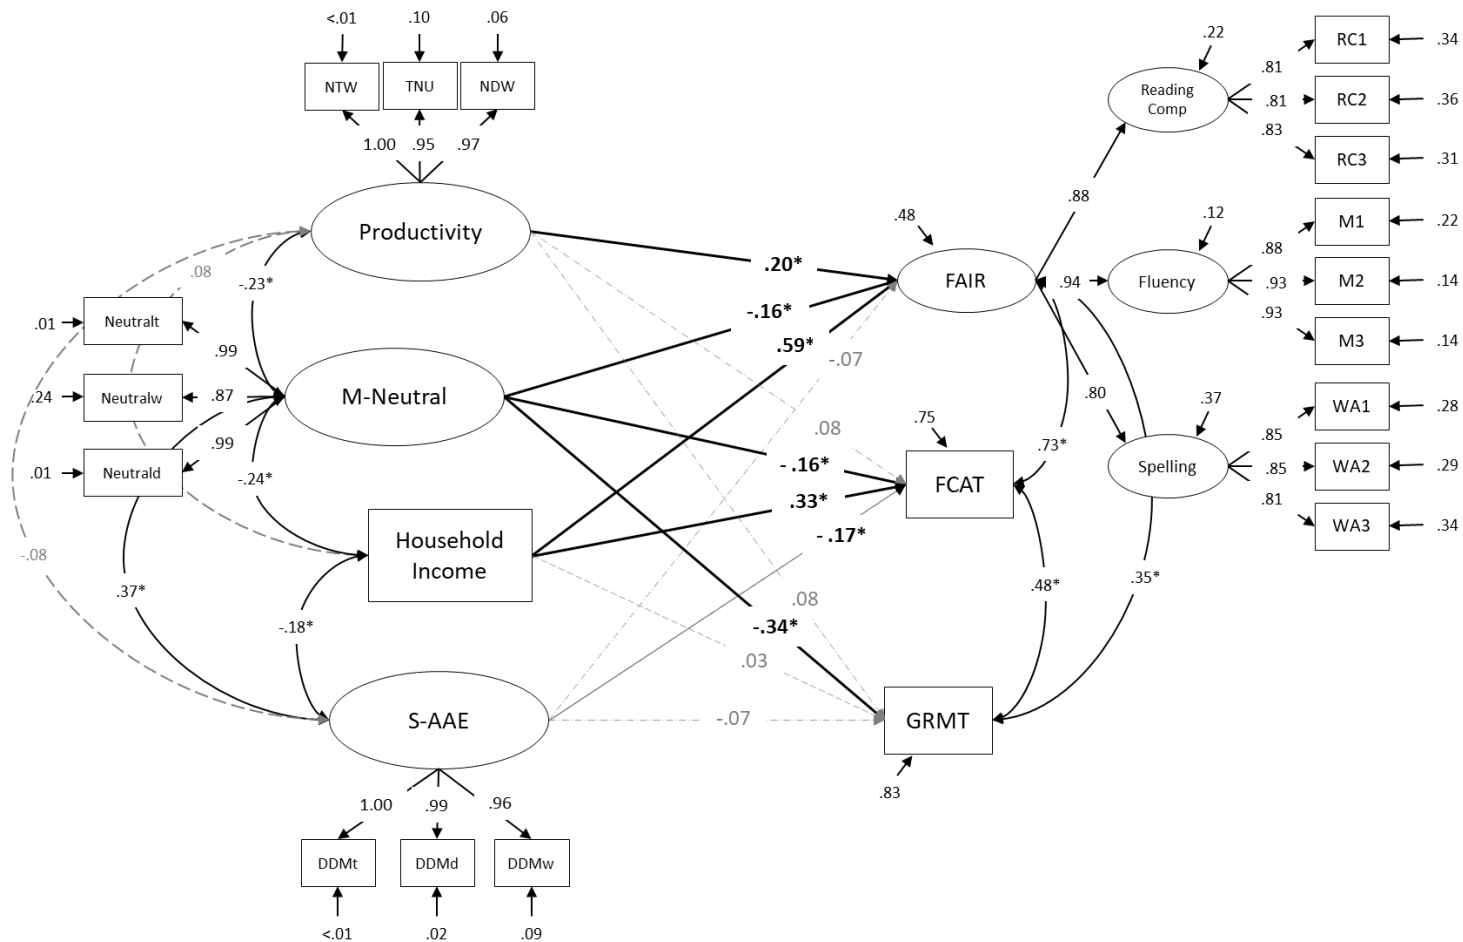 <.01
.10
.06
NTW
TNU
NDW
1.00
.95
.97
Productivity
.08
-.23*
.01
Neutralt
.99
.24
Neutralw
.87
M-Neutral
.01
Neutrald
.99
-.24*
Household
Income
-.08
.37*
-.18*
S-AAE
1.00
.99
.96
DDMt
DDMd
DDMw
<.01
.02
.09
.20*
-.16*
.59*
-.07
.08
- .16*
.33*
- .17*
.08
-.34*
.03
-.07
.48
FAIR
.75
FCAT
GRMT
.83
.88
.94
.80
.73*
.48*
.35*
.22
Reading
Comp
.81
.81
.83
RC1
.34
RC2
.36
RC3
.31
.12
Fluency
.88
.93
.93
M1
.22
M2
.14
M3
.14
.37
Spelling
.85
.85
.81
WA1
.28
WA2
.29
WA3
.34